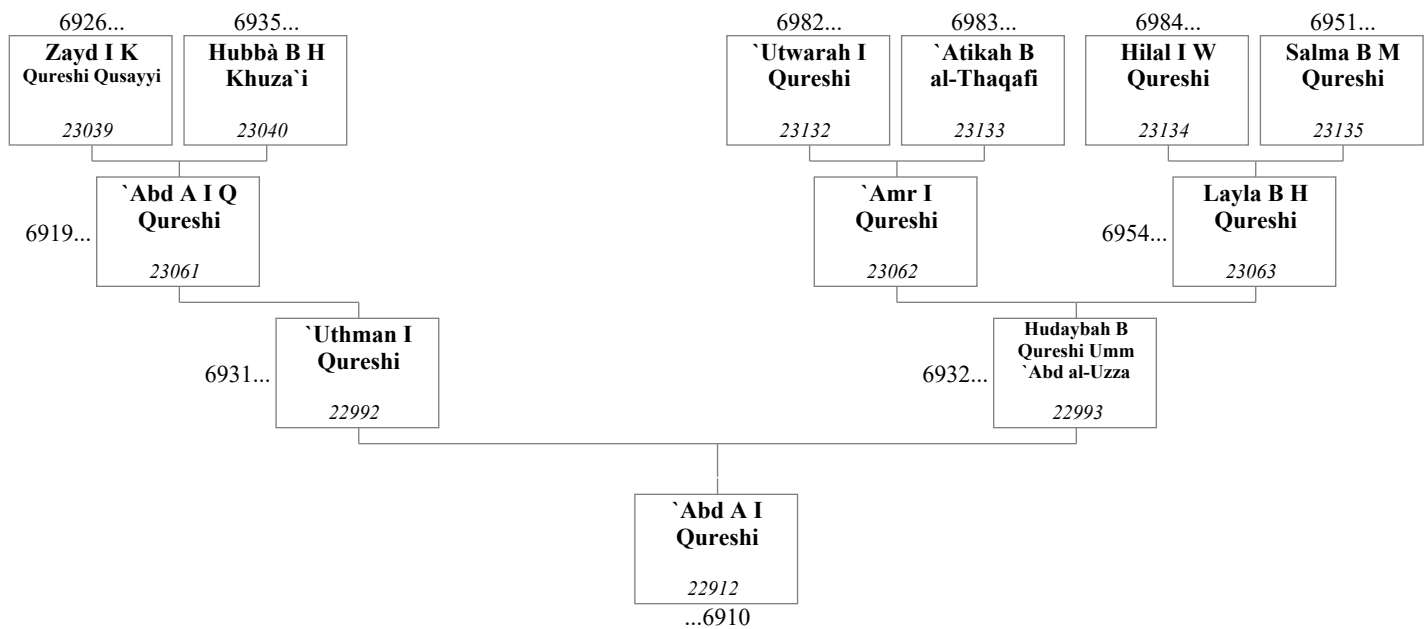 6926...
6935...
6982...
6983...
6984...
6951...
Zayd I K
Qureshi Qusayyi
23039
Hubbà B H
Khuza`i
23040
`Utwarah I
Qureshi
23132
`Atikah B
al-Thaqafi
23133
Hilal I W
Qureshi
23134
Salma B M
Qureshi
23135
6919...
`Abd A I Q
Qureshi
23061
`Amr I
Qureshi
23062
6954...
Layla B H
Qureshi
23063
6931...
`Uthman I
Qureshi
22992
6932...
Hudaybah B
Qureshi Umm
`Abd al-Uzza
22993
`Abd A I
Qureshi
22912
...6910